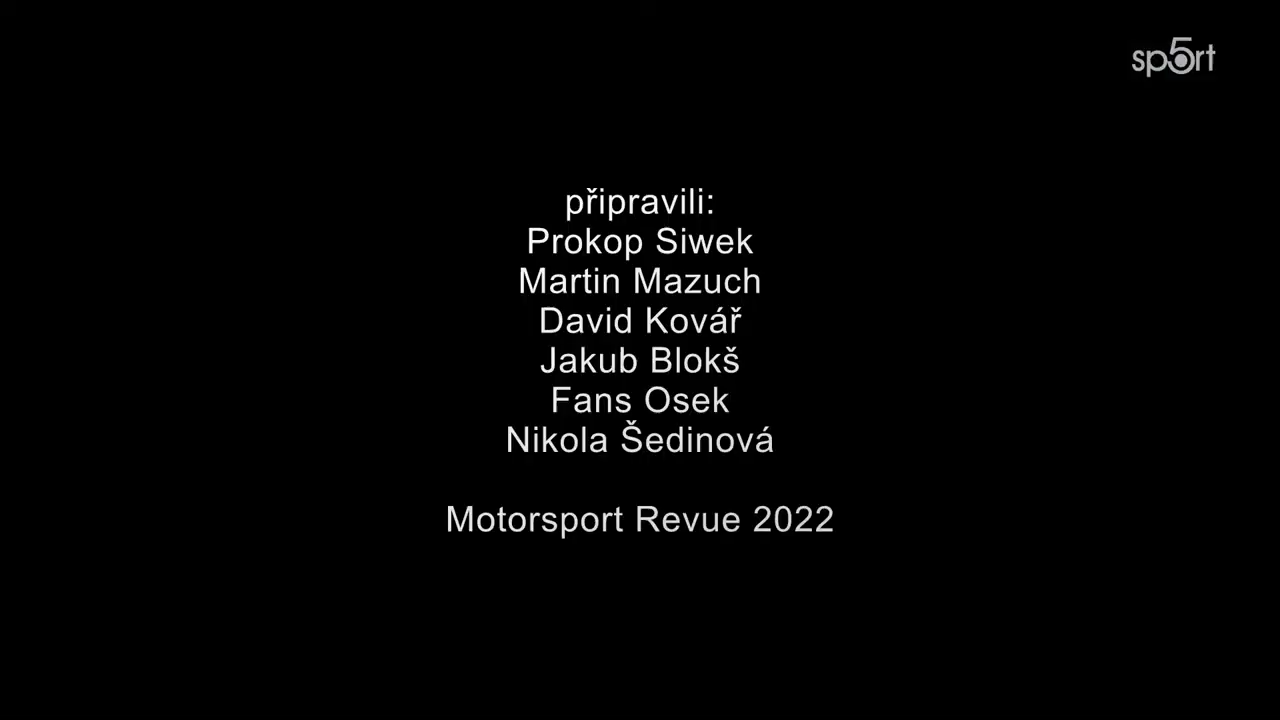 sp5rt
připravili:
Prokop Siwek
Martin Mazuch
David Kovář
Jakub Blokš
Fans Osek
Nikola Šedinová
Motorsport Revue 2022